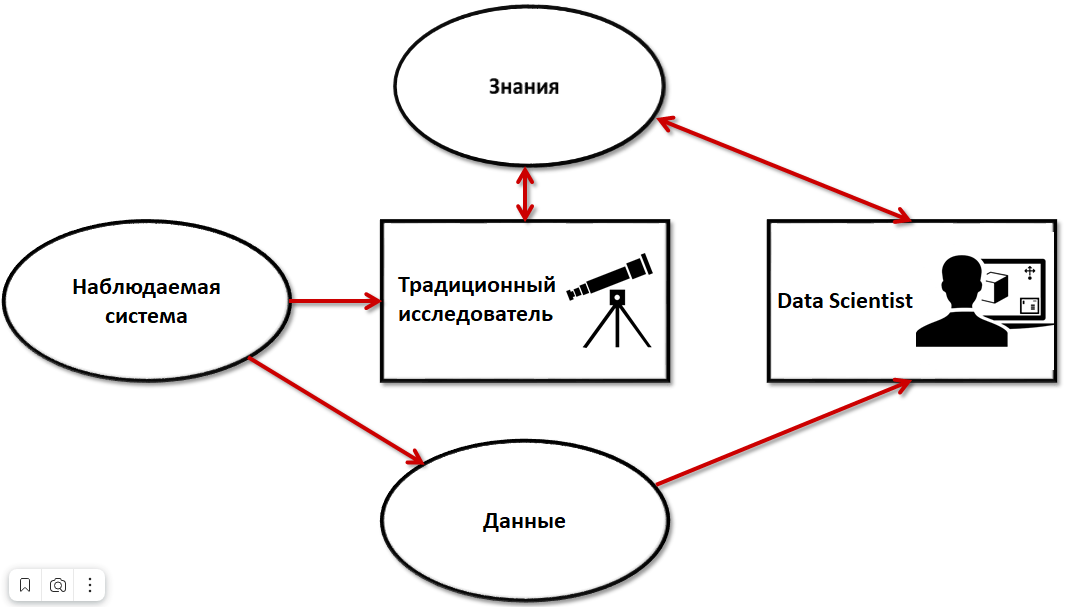 Знания
Наблюдаемая
система
Традиционный
исследователь
Data Scientist
Данные